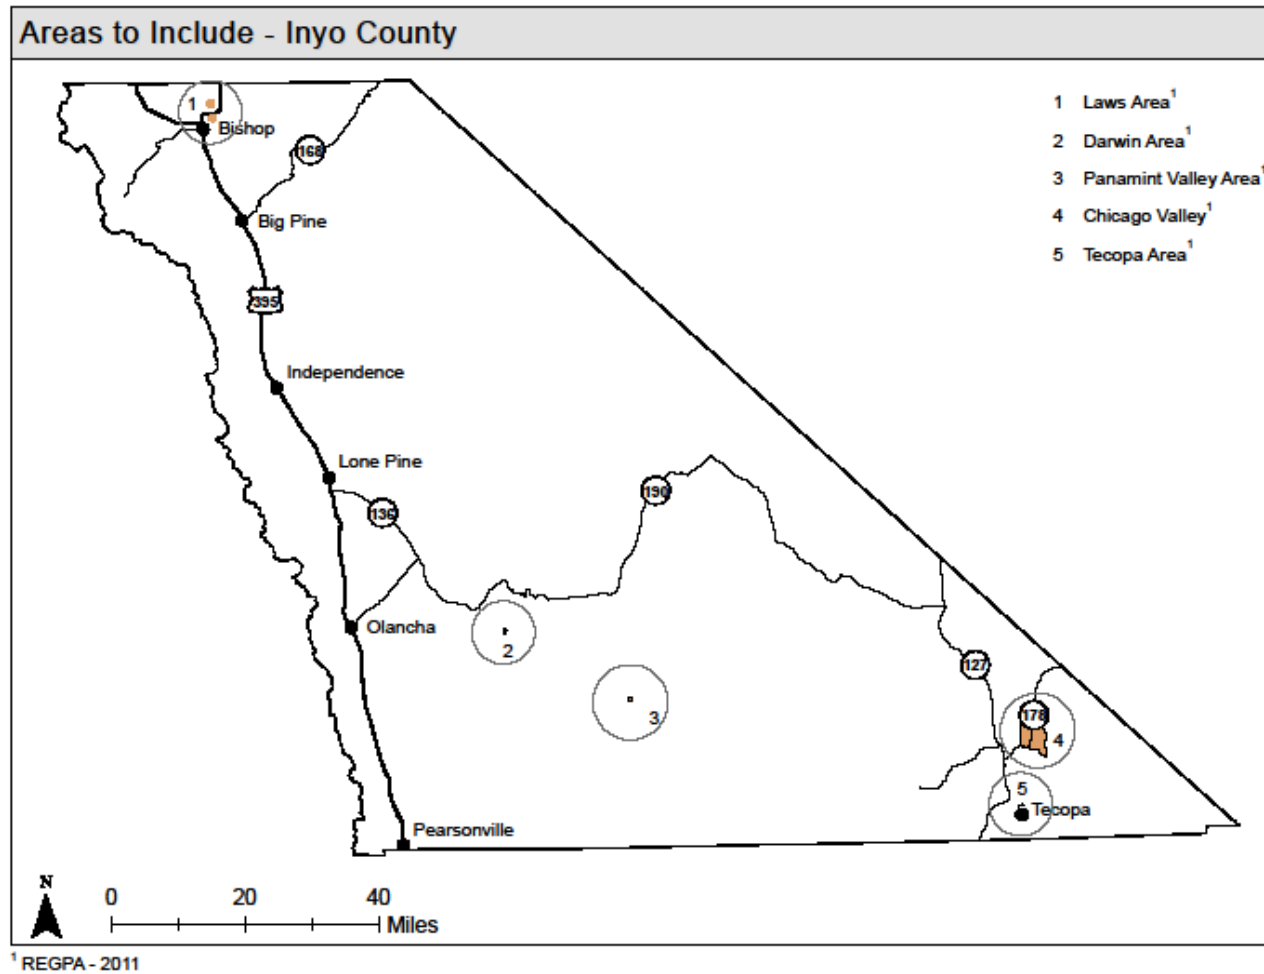 Areas to Include - Inyo County
1 Laws Area¹
2 Darwin Area¹
3 Panamint Valley Area¹
4 Chicago Valley¹
5 Tecopa Area¹
1
Bishop
168
Big Pine
395
Independence
Lone Pine
190
136
Olancha
2
127
3
178
4
5
Tecopa
Pearsonville
N
0 20 40
Miles
¹ REGPA - 2011